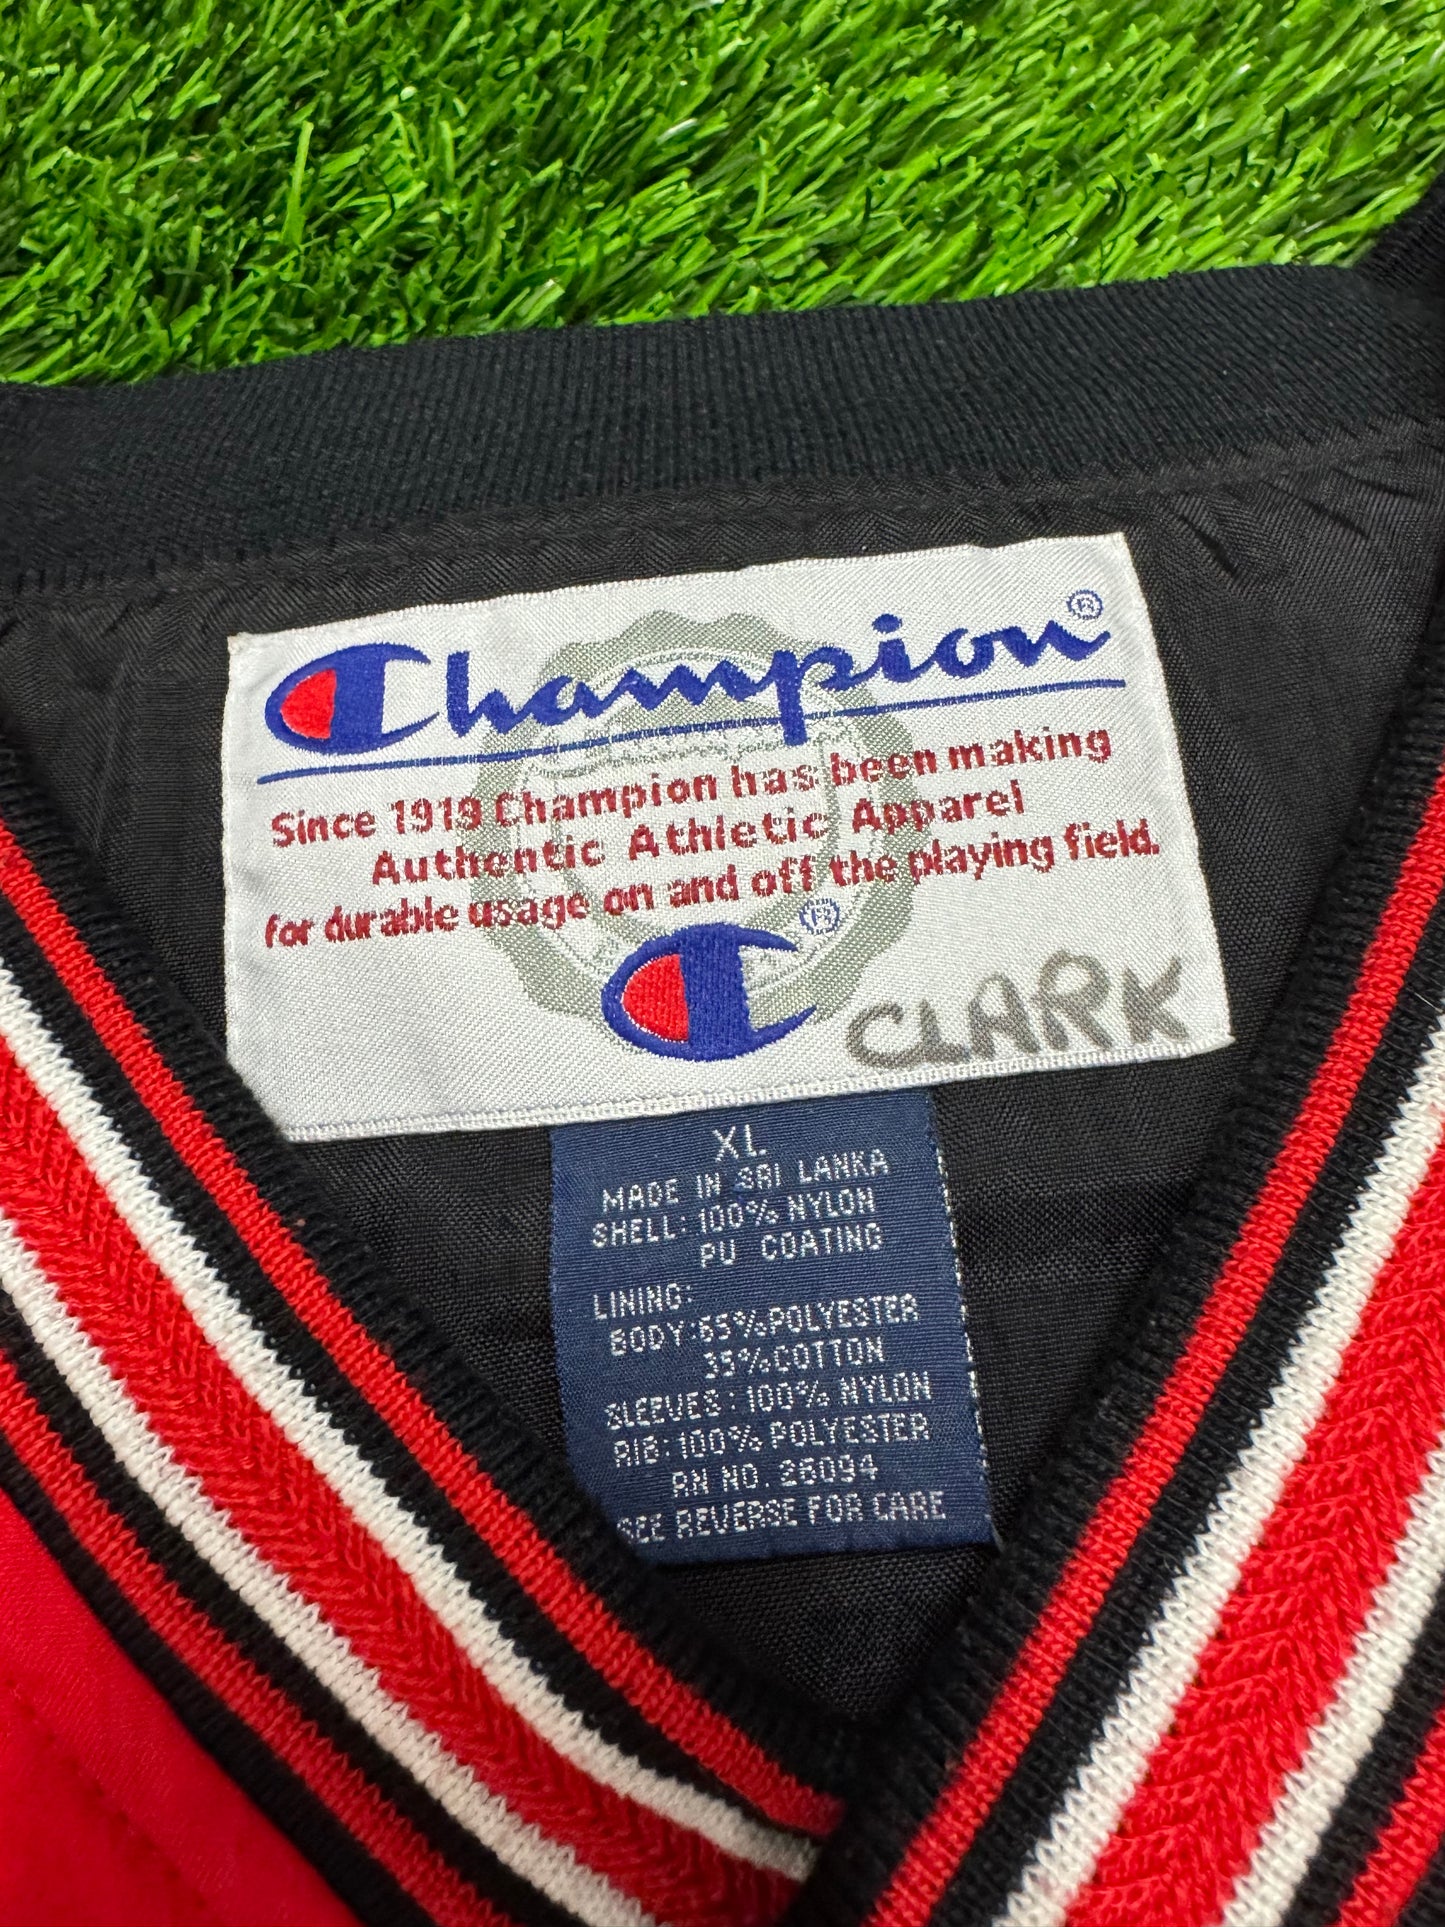 Champion®
Since 1919 Champion has been making
Authentic Athletic Apparel
for durable usage on and off the playing field.
®
CLARK
XL
MADE IN SRI LANKA
SHELL: 100% NYLON
PU COATING
LINING:
BODY: 65% POLYESTER
35% COTTON
SLEEVES: 100% NYLON
RIB: 100% POLYESTER
RN NO. 26094
SEE REVERSE FOR CARE